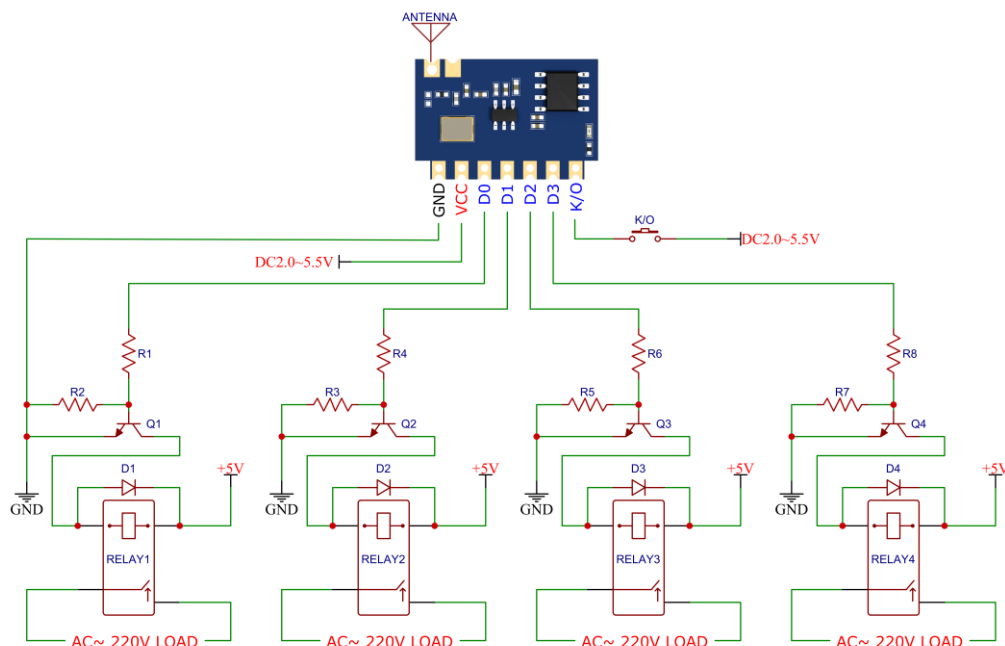 ANTENNA
GND
VCC
D0
D1
D2
D3
K/O
K/O
DC2.0~5.5V
DC2.0~5.5V
R1
R4
R6
R8
R2
R3
R5
R7
Q1
Q2
Q3
Q4
D1
+5V
D2
+5V
D3
+5V
D4
+5V
GND
GND
GND
GND
RELAY1
RELAY2
RELAY3
RELAY4
AC~ 220V LOAD
AC~ 220V LOAD
AC~ 220V LOAD
AC~ 220V LOAD